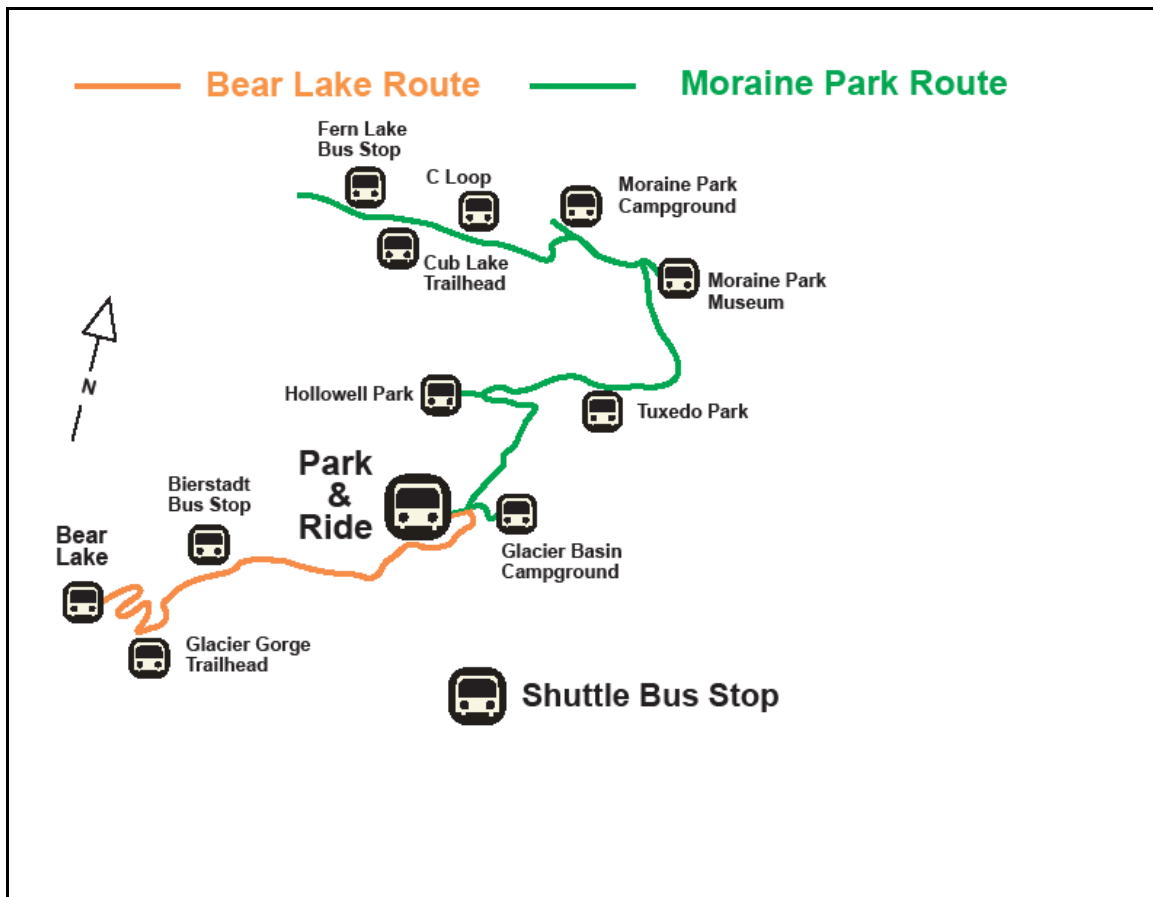 Bear Lake Route
Moraine Park Route
Fern Lake
Bus Stop
C Loop
Moraine Park
Campground
Cub Lake
Trailhead
Moraine Park
Museum
N
Hollowell Park
Tuxedo Park
Park
&
Ride
Bierstadt
Bus Stop
Bear
Lake
Glacier Basin
Campground
Glacier Gorge
Trailhead
Shuttle Bus Stop